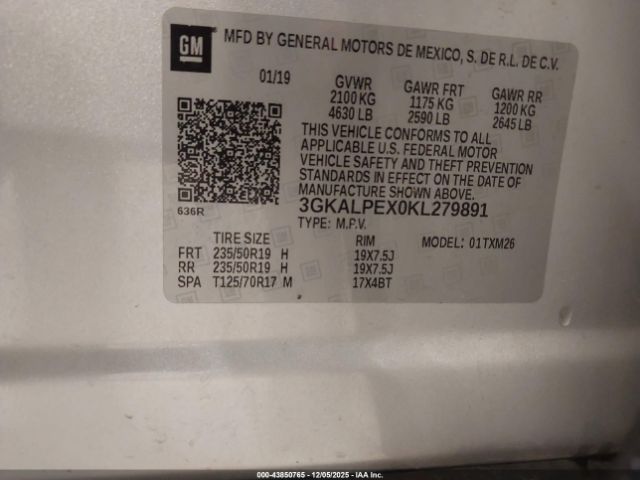 GM
MFD BY GENERAL MOTORS DE MEXICO, S. DE R.L. DE C.V.
01/19 GVWR GAWR FRT GAWR RR
2100 KG 1175 KG 1200 KG
4630 LB 2590 LB 2645 LB
THIS VEHICLE CONFORMS TO ALL
APPLICABLE U.S. FEDERAL MOTOR
VEHICLE SAFETY AND THEFT PREVENTION
STANDARDS IN EFFECT ON THE DATE OF
MANUFACTURE SHOWN ABOVE.
636R
3GKALPEX0KL279891
TYPE: M.P.V.
TIRE SIZE RIM MODEL: 01TXM26
FRT 235/50R19 H 19X7.5J
RR 235/50R19 H 19X7.5J
SPA T125/70R17 M 17X4BT
000-43850765 - 12/05/2025 - IAA Inc.